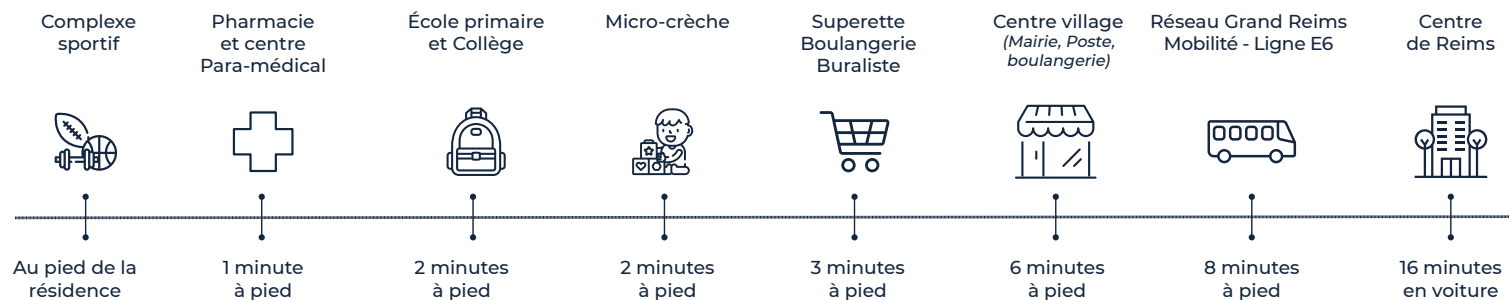 Complexe
sportif
Pharmacie
et centre
Para-médical
École primaire
et Collège
Micro-crèche
Superette
Boulangerie
Buraliste
Centre village
(Mairie, Poste,
boulangerie)
Réseau Grand Reims
Mobilité - Ligne E6
Centre
de Reims
Au pied de la
résidence
1 minute
à pied
2 minutes
à pied
2 minutes
à pied
3 minutes
à pied
6 minutes
à pied
8 minutes
à pied
16 minutes
en voiture